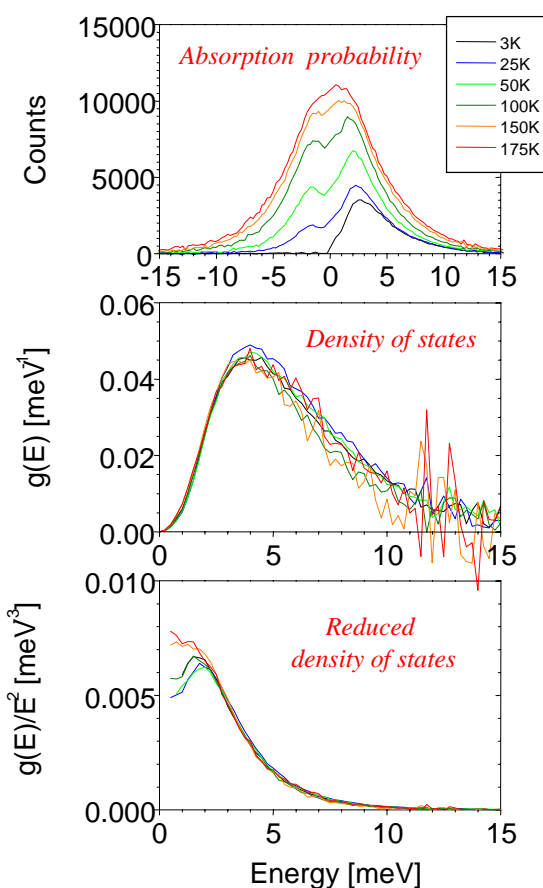 15000
10000
5000
0
Counts
Absorption probability
3K
25K
50K
100K
150K
175K
-15 -10 -5 0 5 10 15
0.06
0.04
0.02
0.00
g(E) [meV-1]
Density of states
0 5 10 15
0.010
0.005
0.000
g(E)/E2 [meV3]
Reduced
density of states
0 5 10 15
Energy [meV]